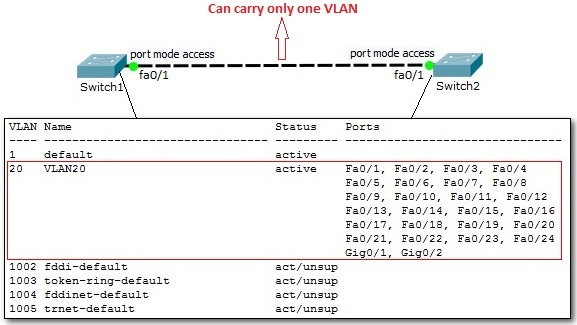 Can carry only one VLAN
port mode access
port mode access
fa0/1
fa0/1
Switch1
Switch2
VLAN Name Status Ports
---- -------------------------------- --------- -------------------------------
1 default active
20 VLAN20 active Fa0/1, Fa0/2, Fa0/3, Fa0/4
Fa0/5, Fa0/6, Fa0/7, Fa0/8
Fa0/9, Fa0/10, Fa0/11, Fa0/12
Fa0/13, Fa0/14, Fa0/15, Fa0/16
Fa0/17, Fa0/18, Fa0/19, Fa0/20
Fa0/21, Fa0/22, Fa0/23, Fa0/24
Gig0/1, Gig0/2
1002 fddi-default act/unsup
1003 token-ring-default act/unsup
1004 fddinet-default act/unsup
1005 trnet-default act/unsup